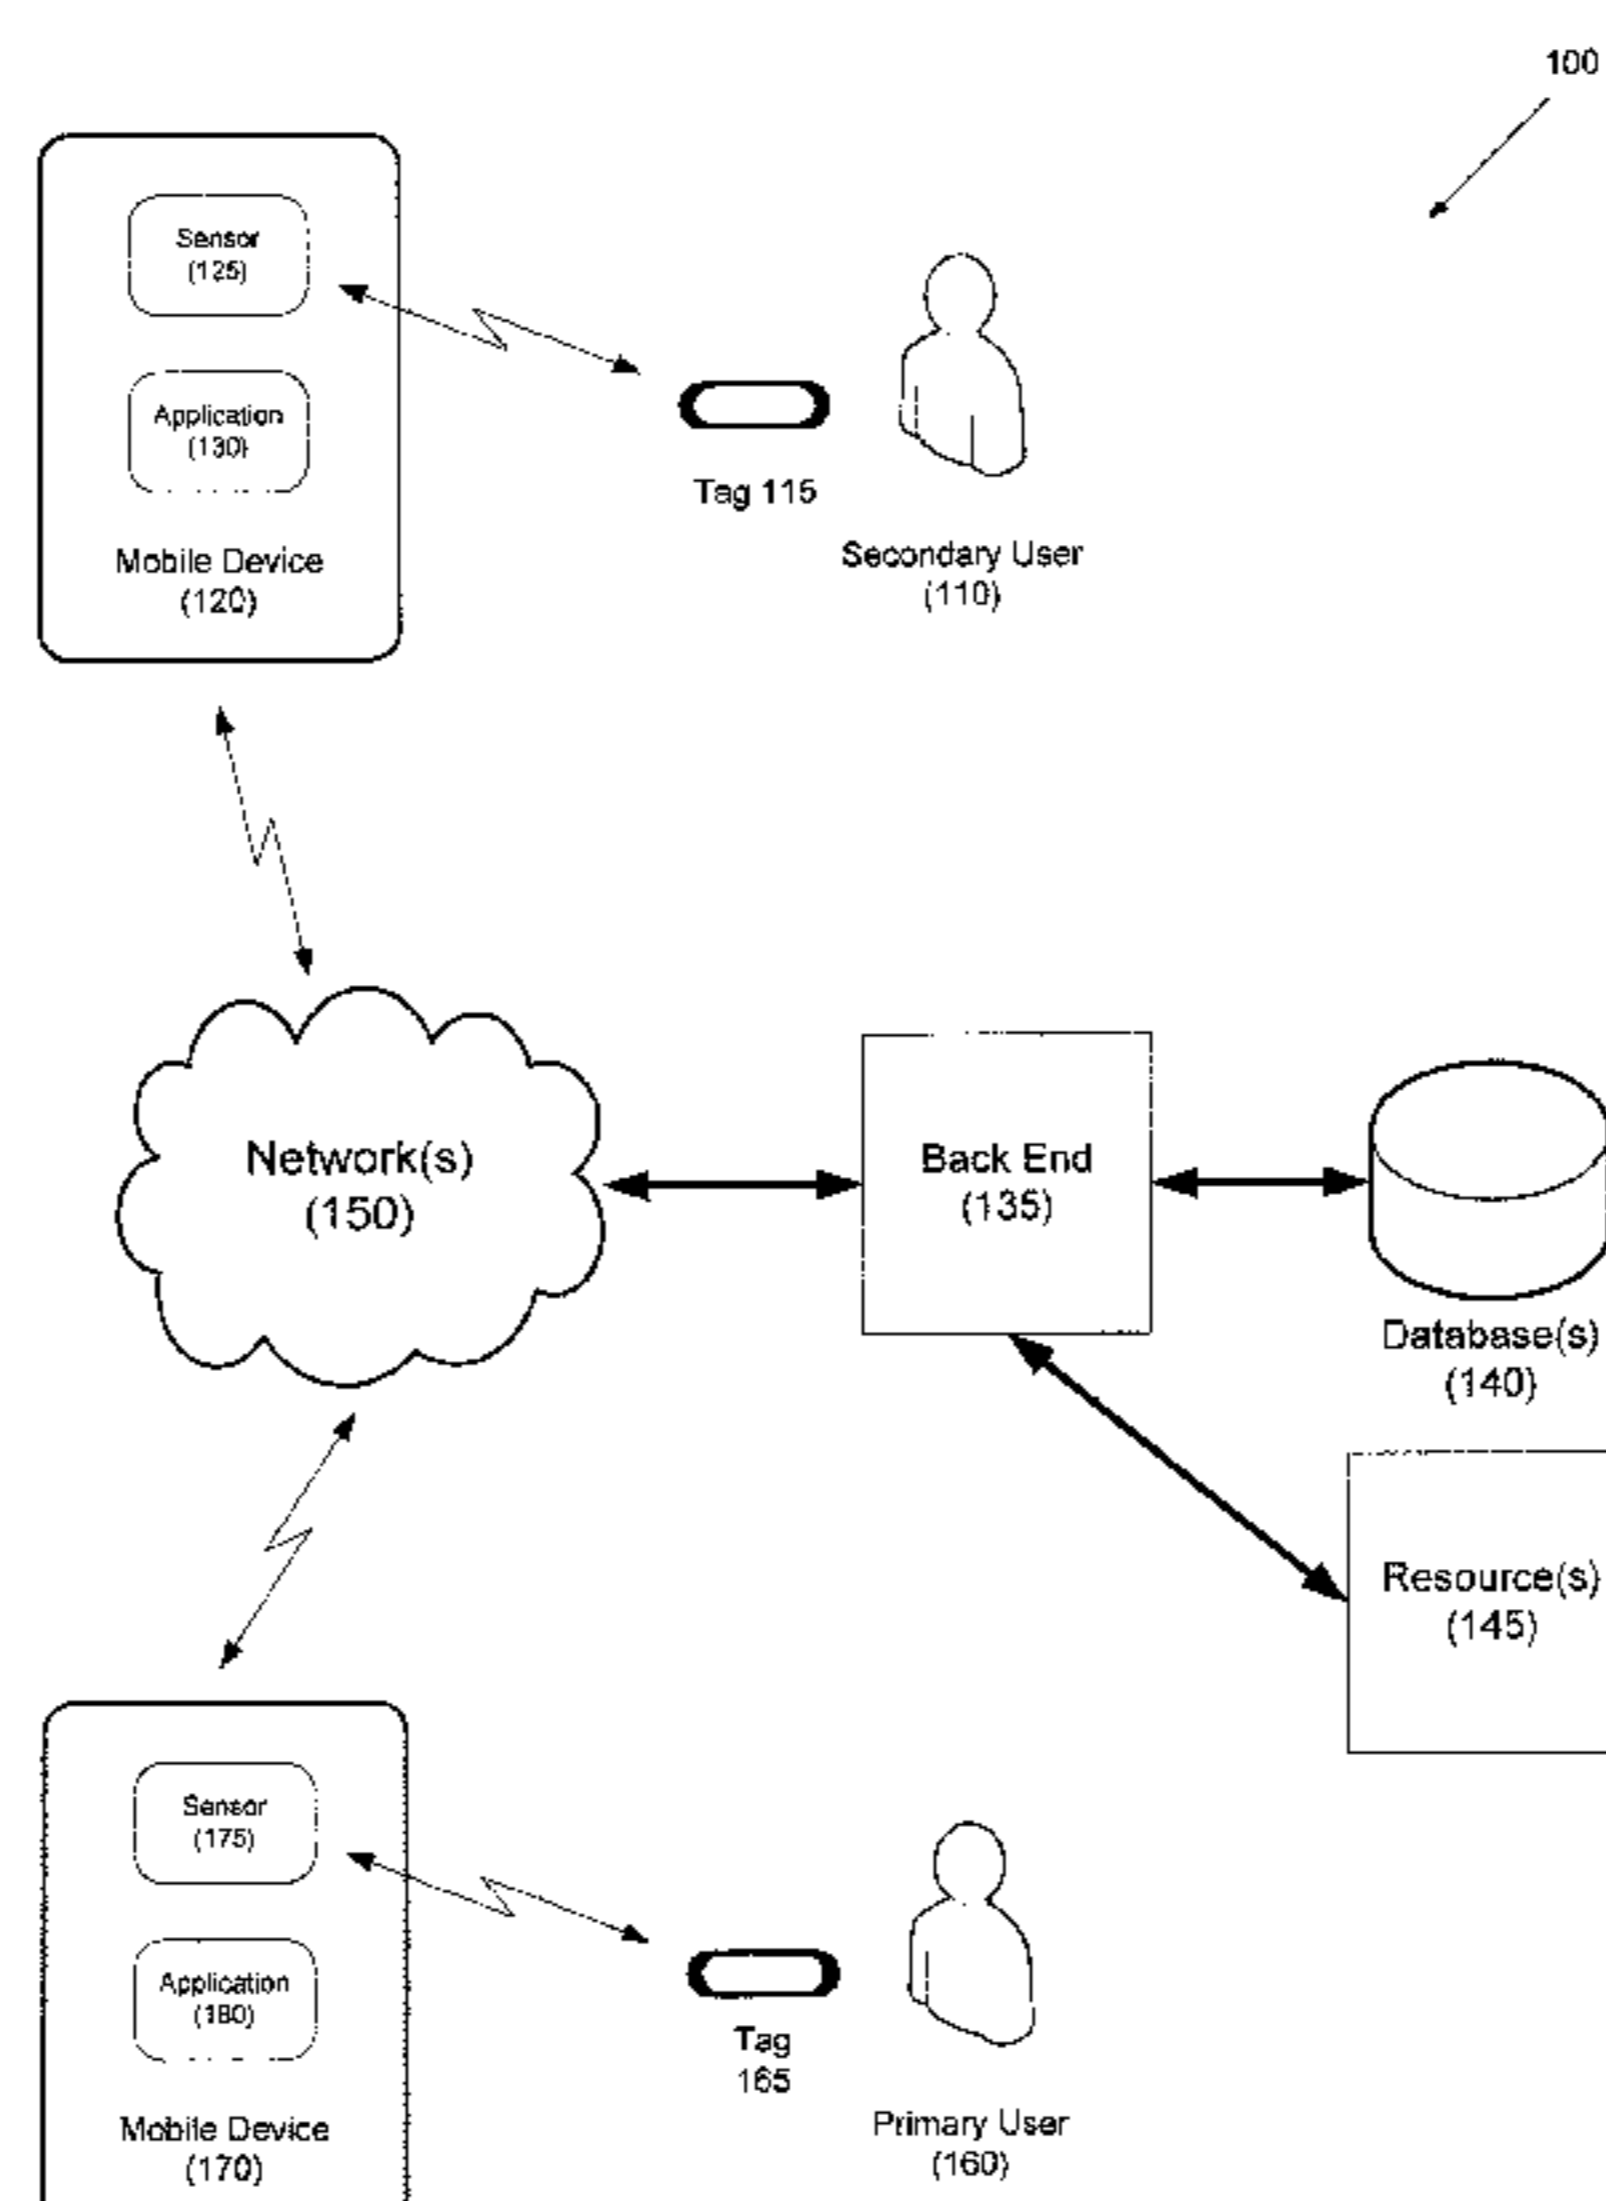 100
Sensor
(125)
Application
(130)
Mobile Device
(120)
Tag 115
Secondary User
(110)
Network(s)
(150)
Back End
(135)
Database(s)
(140)
Resource(s)
(145)
Sensor
(175)
Application
(180)
Mobile Device
(170)
Tag
165
Primary User
(160)